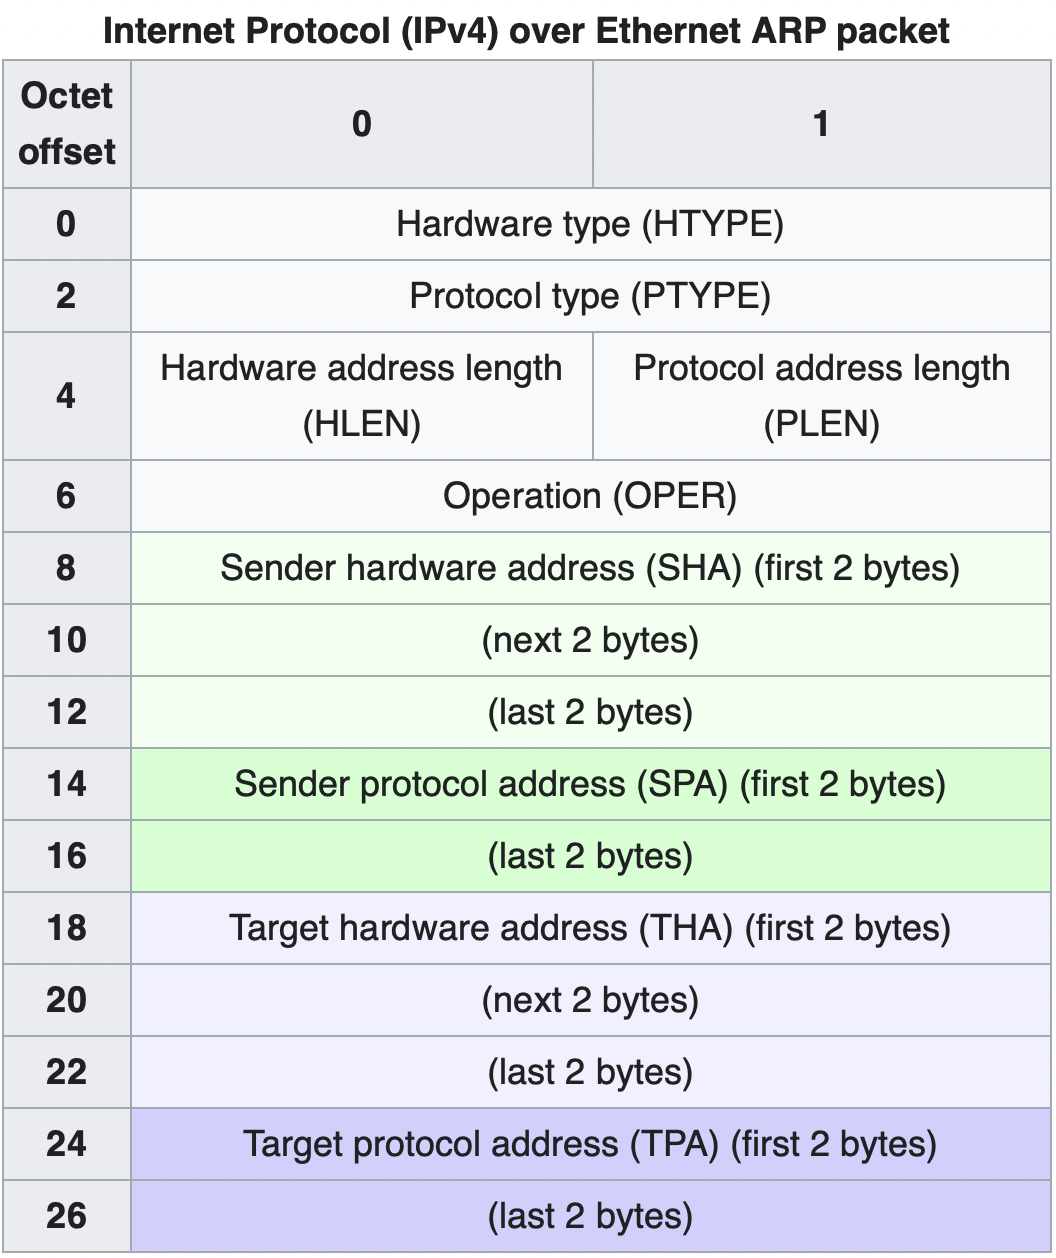 Internet Protocol (IPv4) over Ethernet ARP packet
Octet
offset
0
1
0
Hardware type (HTYPE)
2
Protocol type (PTYPE)
4
Hardware address length
(HLEN)
Protocol address length
(PLEN)
6
Operation (OPER)
8
Sender hardware address (SHA) (first 2 bytes)
10
(next 2 bytes)
12
(last 2 bytes)
14
Sender protocol address (SPA) (first 2 bytes)
16
(last 2 bytes)
18
Target hardware address (THA) (first 2 bytes)
20
(next 2 bytes)
22
(last 2 bytes)
24
Target protocol address (TPA) (first 2 bytes)
26
(last 2 bytes)